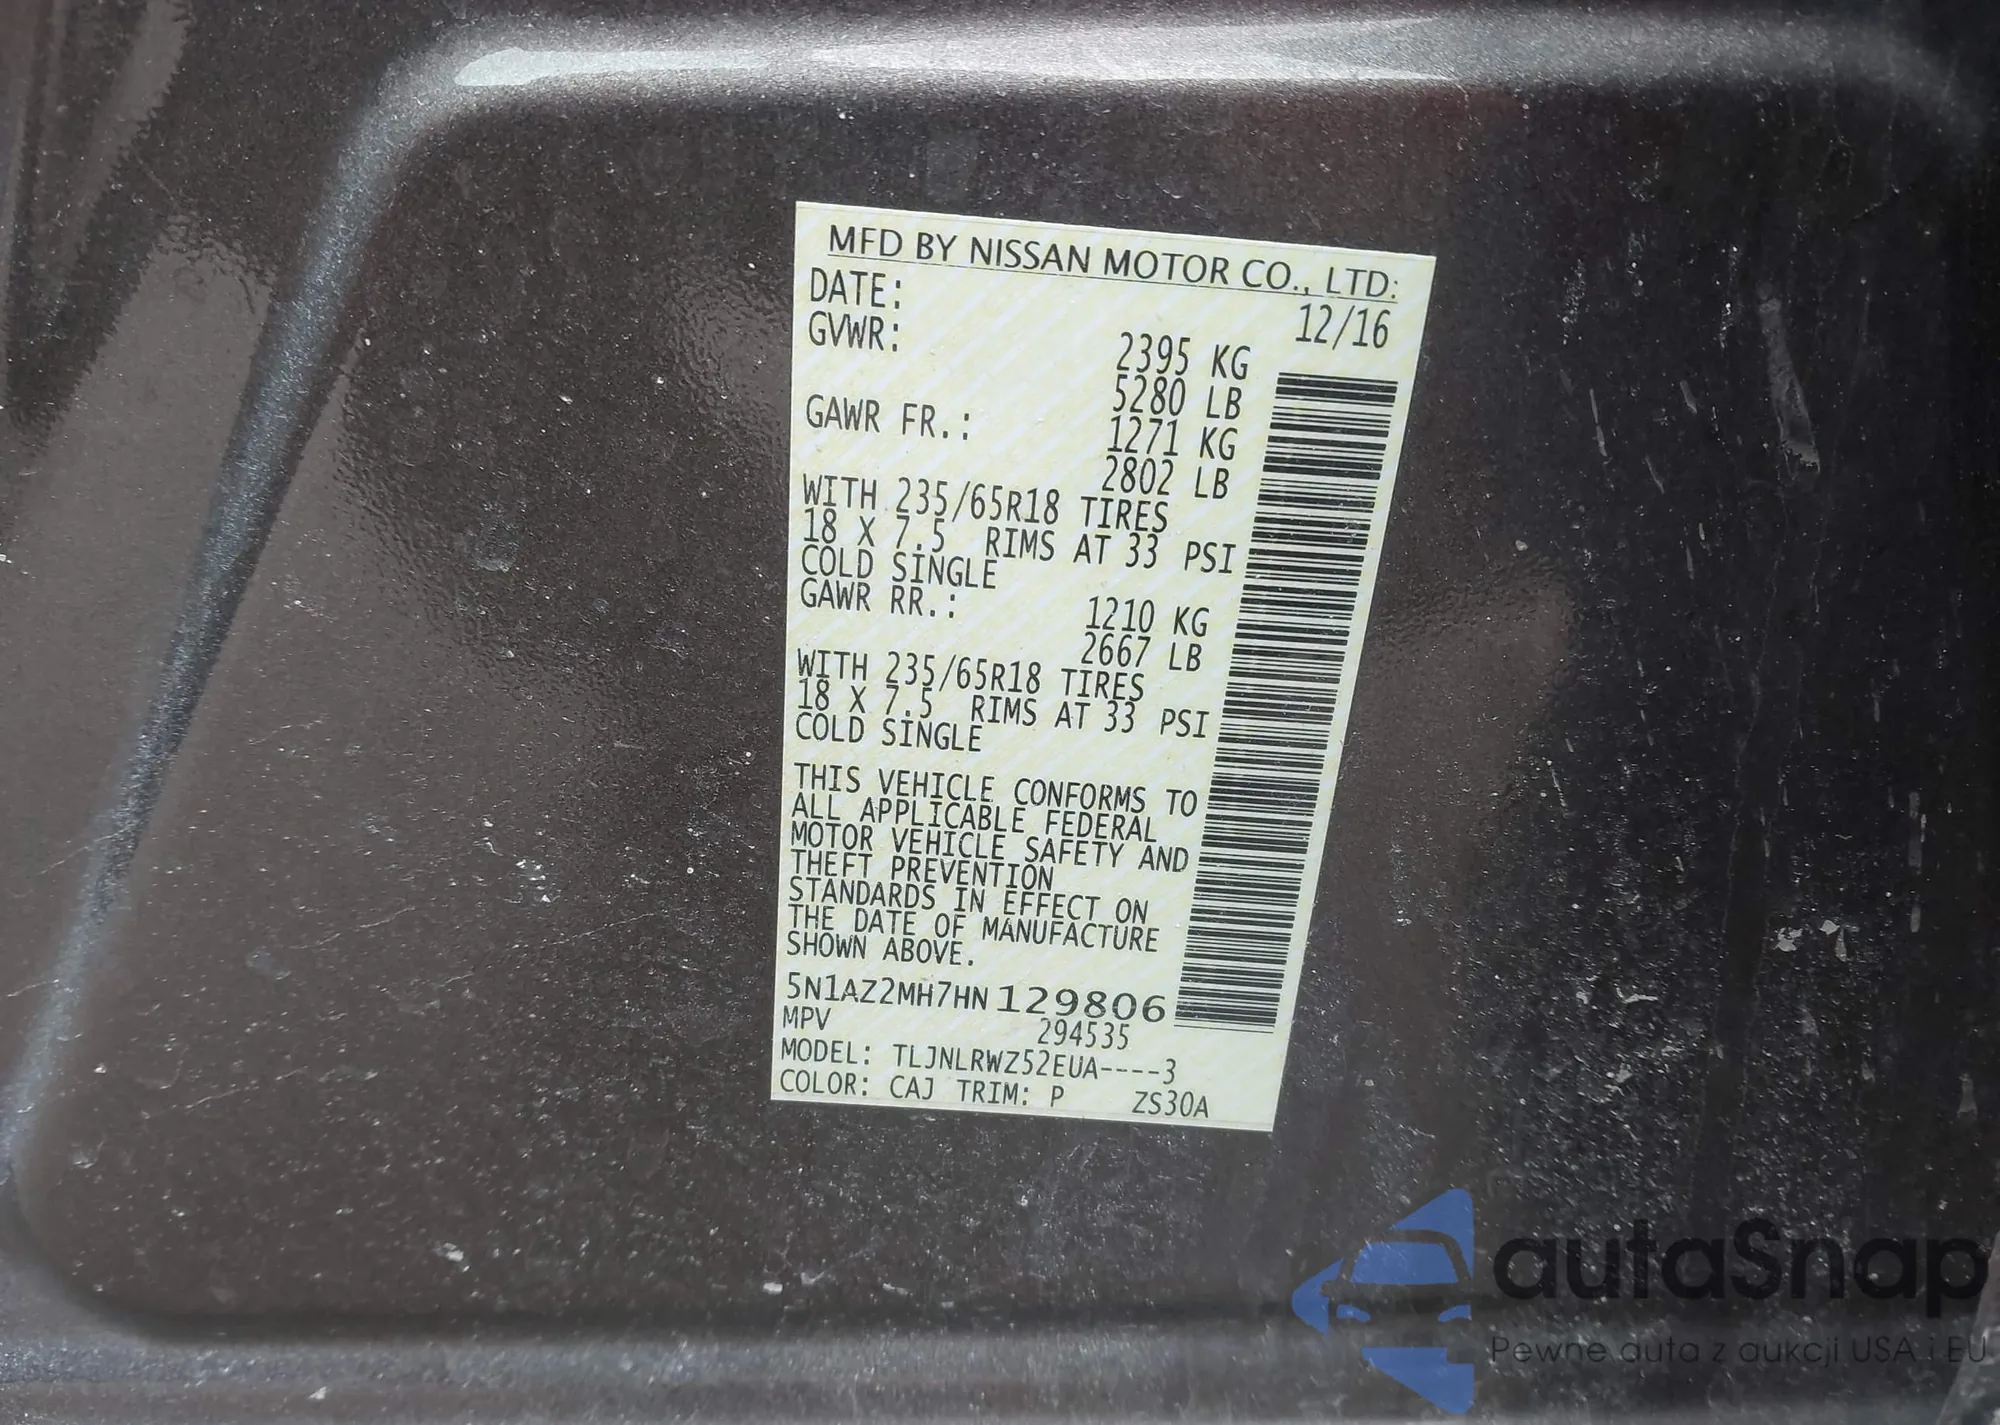 MFD BY NISSAN MOTOR CO., LTD:
DATE: 12/16
GVWR: 2395 KG
5280 LB
GAWR FR.: 1271 KG
2802 LB
WITH 235/65R18 TIRES
18 X 7.5 RIMS AT 33 PSI
COLD SINGLE
GAWR RR.: 1210 KG
2667 LB
WITH 235/65R18 TIRES
18 X 7.5 RIMS AT 33 PSI
COLD SINGLE
THIS VEHICLE CONFORMS TO
ALL APPLICABLE FEDERAL
MOTOR VEHICLE SAFETY AND
THEFT PREVENTION
STANDARDS IN EFFECT ON
THE DATE OF MANUFACTURE
SHOWN ABOVE.
5N1AZ2MH7HN129806
MPV 294535
MODEL: TLJNLRWZ52EUA----3
COLOR: CAJ TRIM: P ZS30A
autaSnap
Pewne auta z aukcji USA i EU